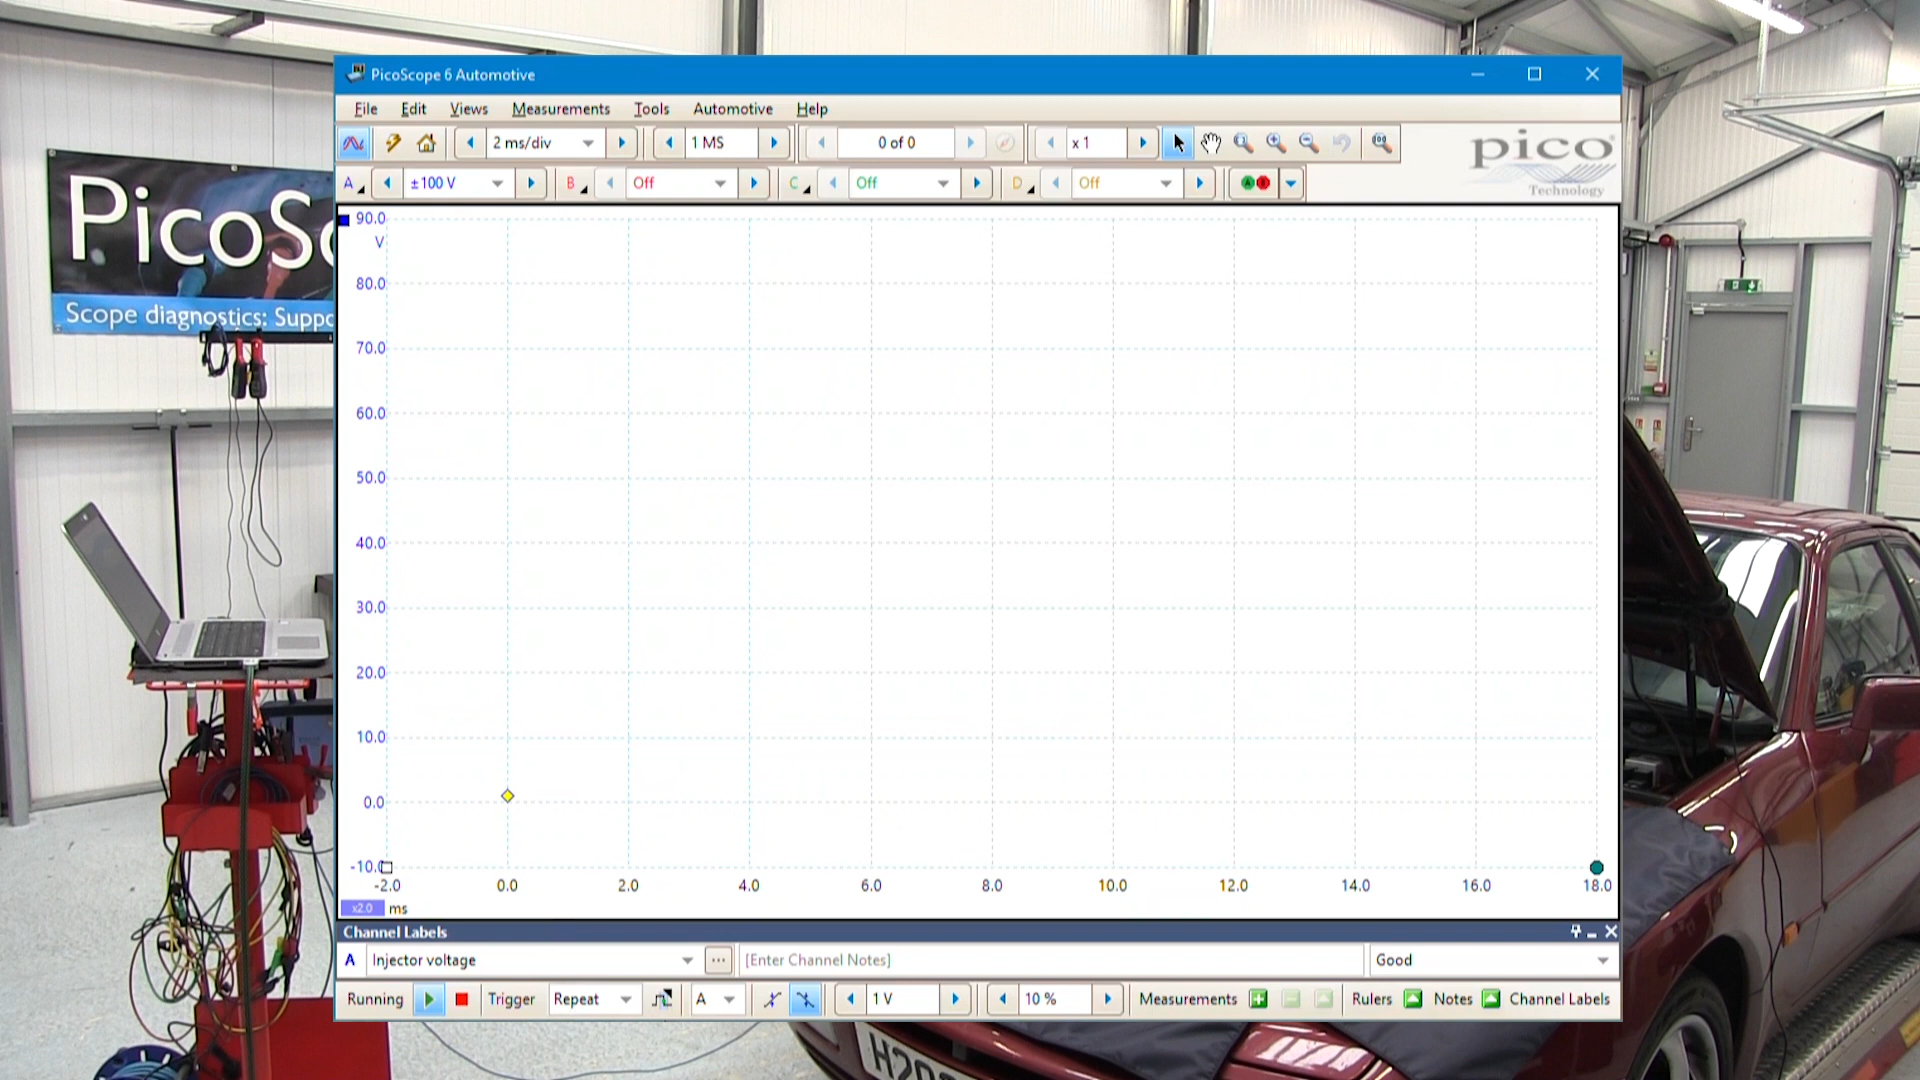 PicoSc
Scope diagnostics: Suppo
PicoScope 6 Automotive
File Edit Views Measurements Tools Automotive Help
2 ms/div 1 MS 0 of 0 x 1
pico
Technology
A ±100 V B Off C Off D Off
90.0
V
80.0
70.0
60.0
50.0
40.0
30.0
20.0
10.0
0.0
-10.0
-2.0 0.0 2.0 4.0 6.0 8.0 10.0 12.0 14.0 16.0 18.0
x2.0 ms
Channel Labels
A Injector voltage ... [Enter Channel Notes] Good
Running Trigger Repeat A 1 V 10 % Measurements Rulers Notes Channel Labels